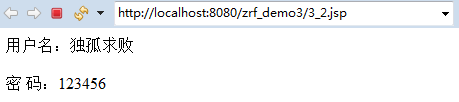 http://localhost:8080/zrf_demo3/3_2.jsp
用户名：独孤求败
密 码：123456